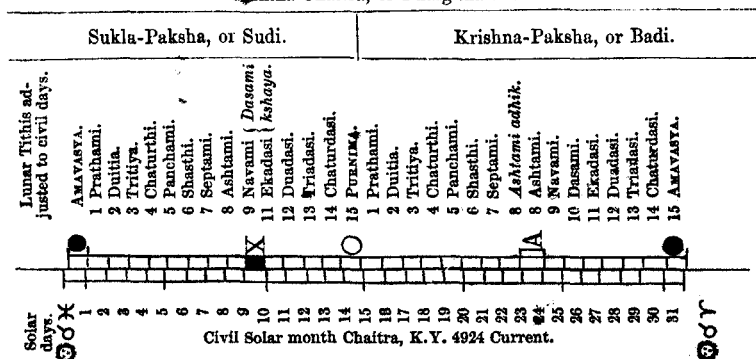 Sukla-Paksha, or Sudi. Krishna-Paksha, or Badi.
Lunar Tithis ad-
justed to civil days.
AMAVASYA.
1 Prathami.
2 Duitia.
3 Tritiya.
4 Chaturthi.
5 Panchami.
6 Shasthi.
7 Septami.
8 Ashtami.
9 Navami { Dasami
11 Ekadasi { kshaya.
12 Duadasi.
13 Triadasi.
14 Chaturdasi.
15 PURNIMA.
1 Prathami.
2 Duitia.
3 Tritiya.
4 Chaturthi.
5 Panchami.
6 Shasthi.
7 Septami.
8 Ashtami adhik.
8 Ashtami.
9 Navami.
10 Dasami.
11 Ekadasi.
12 Duadasi.
13 Triadasi.
14 Chaturdasi.
15 AMAVASYA.
X A
Solar
days.
1 2 3 4 5 6 7 8 9 10 11 12 13 14 15 16 17 18 19 20 21 22 23 24 25 26 27 28 29 30 31
Civil Solar month Chaitra, K.Y. 4924 Current.